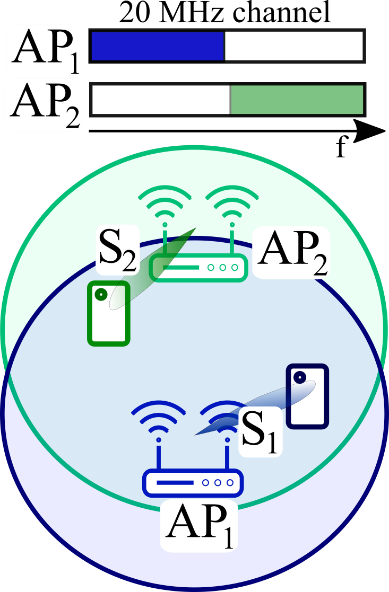 20 MHz channel
AP₁
AP₂
f
S₂
AP₂
S₁
AP₁